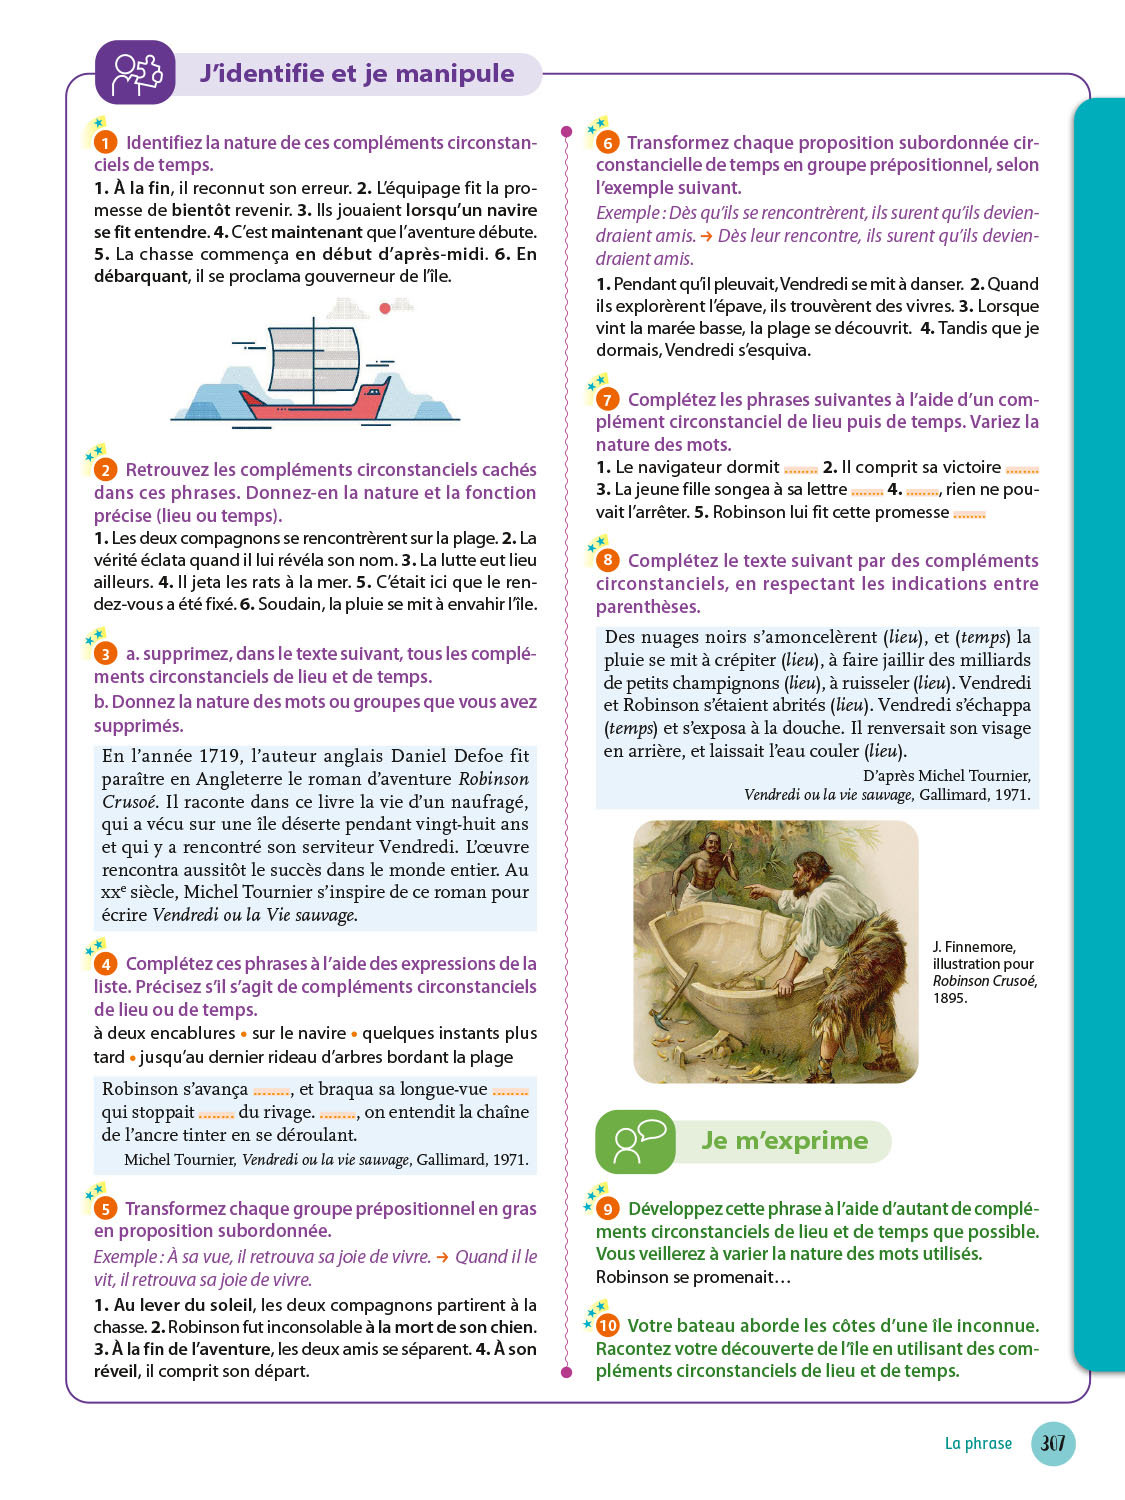 J’identifie et je manipule
1 Identifiez la nature de ces compléments circonstan-
ciels de temps.
1. À la fin, il reconnut son erreur. 2. L’équipage fit la pro-
messe de bientôt revenir. 3. Ils jouaient lorsqu’un navire
se fit entendre. 4. C’est maintenant que l’aventure débute.
5. La chasse commença en début d’après-midi. 6. En
débarquant, il se proclama gouverneur de l’île.
2 Retrouvez les compléments circonstanciels cachés
dans ces phrases. Donnez-en la nature et la fonction
précise (lieu ou temps).
1. Les deux compagnons se rencontrèrent sur la plage. 2. La
vérité éclata quand il lui révéla son nom. 3. La lutte eut lieu
ailleurs. 4. Il jeta les rats à la mer. 5. C’était ici que le ren-
dez-vous a été fixé. 6. Soudain, la pluie se mit à envahir l’île.
3 a. supprimez, dans le texte suivant, tous les complé-
ments circonstanciels de lieu et de temps.
b. Donnez la nature des mots ou groupes que vous avez
supprimés.
En l’année 1719, l’auteur anglais Daniel Defoe fit
paraître en Angleterre le roman d’aventure Robinson
Crusoé. Il raconte dans ce livre la vie d’un naufragé,
qui a vécu sur une île déserte pendant vingt-huit ans
et qui y a rencontré son serviteur Vendredi. L’œuvre
rencontra aussitôt le succès dans le monde entier. Au
XXe siècle, Michel Tournier s’inspire de ce roman pour
écrire Vendredi ou la Vie sauvage.
4 Complétez ces phrases à l’aide des expressions de la
liste. Précisez s’il s’agit de compléments circonstanciels
de lieu ou de temps.
à deux encablures • sur le navire • quelques instants plus
tard • jusqu’au dernier rideau d’arbres bordant la plage
Robinson s’avança ........, et braqua sa longue-vue ........
qui stoppait ........ du rivage. ........, on entendit la chaîne
de l’ancre tinter en se déroulant.
Michel Tournier, Vendredi ou la vie sauvage, Gallimard, 1971.
5 Transformez chaque groupe prépositionnel en gras
en proposition subordonnée.
Exemple : À sa vue, il retrouva sa joie de vivre. → Quand il le
vit, il retrouva sa joie de vivre.
1. Au lever du soleil, les deux compagnons partirent à la
chasse. 2. Robinson fut inconsolable à la mort de son chien.
3. À la fin de l’aventure, les deux amis se séparent. 4. À son
réveil, il comprit son départ.
6 Transformez chaque proposition subordonnée cir-
constancielle de temps en groupe prépositionnel, selon
l’exemple suivant.
Exemple : Dès qu’ils se rencontrèrent, ils surent qu’ils devien-
draient amis. → Dès leur rencontre, ils surent qu’ils devien-
draient amis.
1. Pendant qu’il pleuvait, Vendredi se mit à danser. 2. Quand
ils explorèrent l’épave, ils trouvèrent des vivres. 3. Lorsque
vint la marée basse, la plage se découvrit. 4. Tandis que je
dormais, Vendredi s’esquiva.
7 Complétez les phrases suivantes à l’aide d’un com-
plément circonstanciel de lieu puis de temps. Variez la
nature des mots.
1. Le navigateur dormit ........ 2. Il comprit sa victoire ........
3. La jeune fille songea à sa lettre ........ 4. ........, rien ne pou-
vait l’arrêter. 5. Robinson lui fit cette promesse ........
8 Complétez le texte suivant par des compléments
circonstanciels, en respectant les indications entre
parenthèses.
Des nuages noirs s’amoncelèrent (lieu), et (temps) la
pluie se mit à crépiter (lieu), à faire jaillir des milliards
de petits champignons (lieu), à ruisseler (lieu). Vendredi
et Robinson s’étaient abrités (lieu). Vendredi s’échappa
(temps) et s’exposa à la douche. Il renversait son visage
en arrière, et laissait l’eau couler (lieu).
D’après Michel Tournier,
Vendredi ou la vie sauvage, Gallimard, 1971.
J. Finnemore,
illustration pour
Robinson Crusoé,
1895.
Je m’exprime
9 Développez cette phrase à l’aide d’autant de complé-
ments circonstanciels de lieu et de temps que possible.
Vous veillerez à varier la nature des mots utilisés.
Robinson se promenait…
10 Votre bateau aborde les côtes d’une île inconnue.
Racontez votre découverte de l’île en utilisant des com-
pléments circonstanciels de lieu et de temps.
La phrase 307